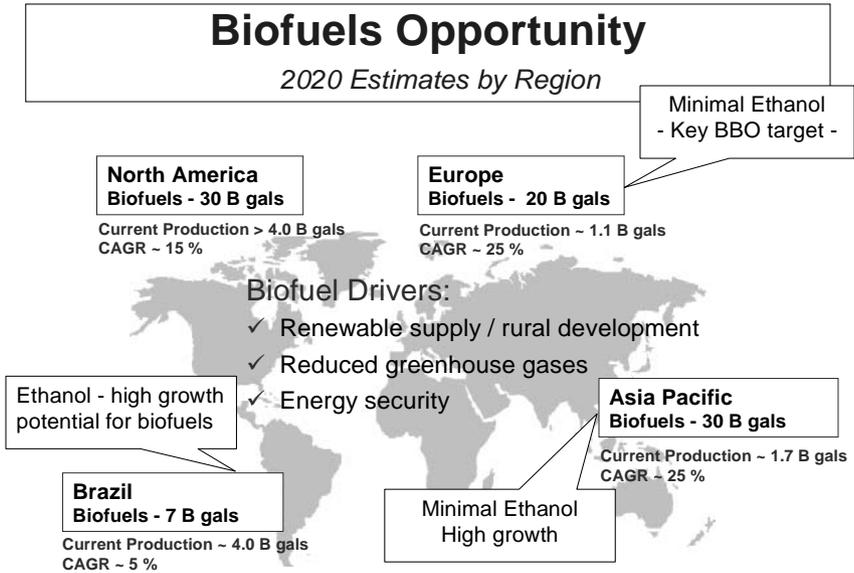 Biofuels Opportunity
2020 Estimates by Region
Minimal Ethanol
- Key BBO target -
North America
Biofuels - 30 B gals
Current Production > 4.0 B gals
CAGR ~ 15 %
Europe
Biofuels - 20 B gals
Current Production ~ 1.1 B gals
CAGR ~ 25 %
Biofuel Drivers:
✓ Renewable supply / rural development
✓ Reduced greenhouse gases
✓ Energy security
Ethanol - high growth
potential for biofuels
Asia Pacific
Biofuels - 30 B gals
Current Production ~ 1.7 B gals
CAGR ~ 25 %
Brazil
Biofuels - 7 B gals
Current Production ~ 4.0 B gals
CAGR ~ 5 %
Minimal Ethanol
High growth